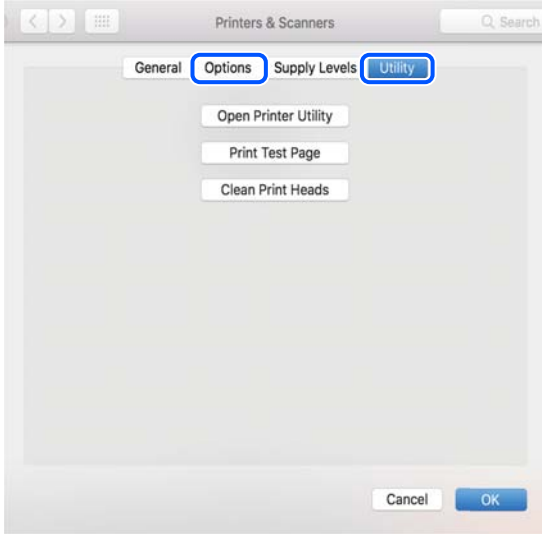 Printers & Scanners
Search
General Options Supply Levels Utility
Open Printer Utility
Print Test Page
Clean Print Heads
Cancel OK